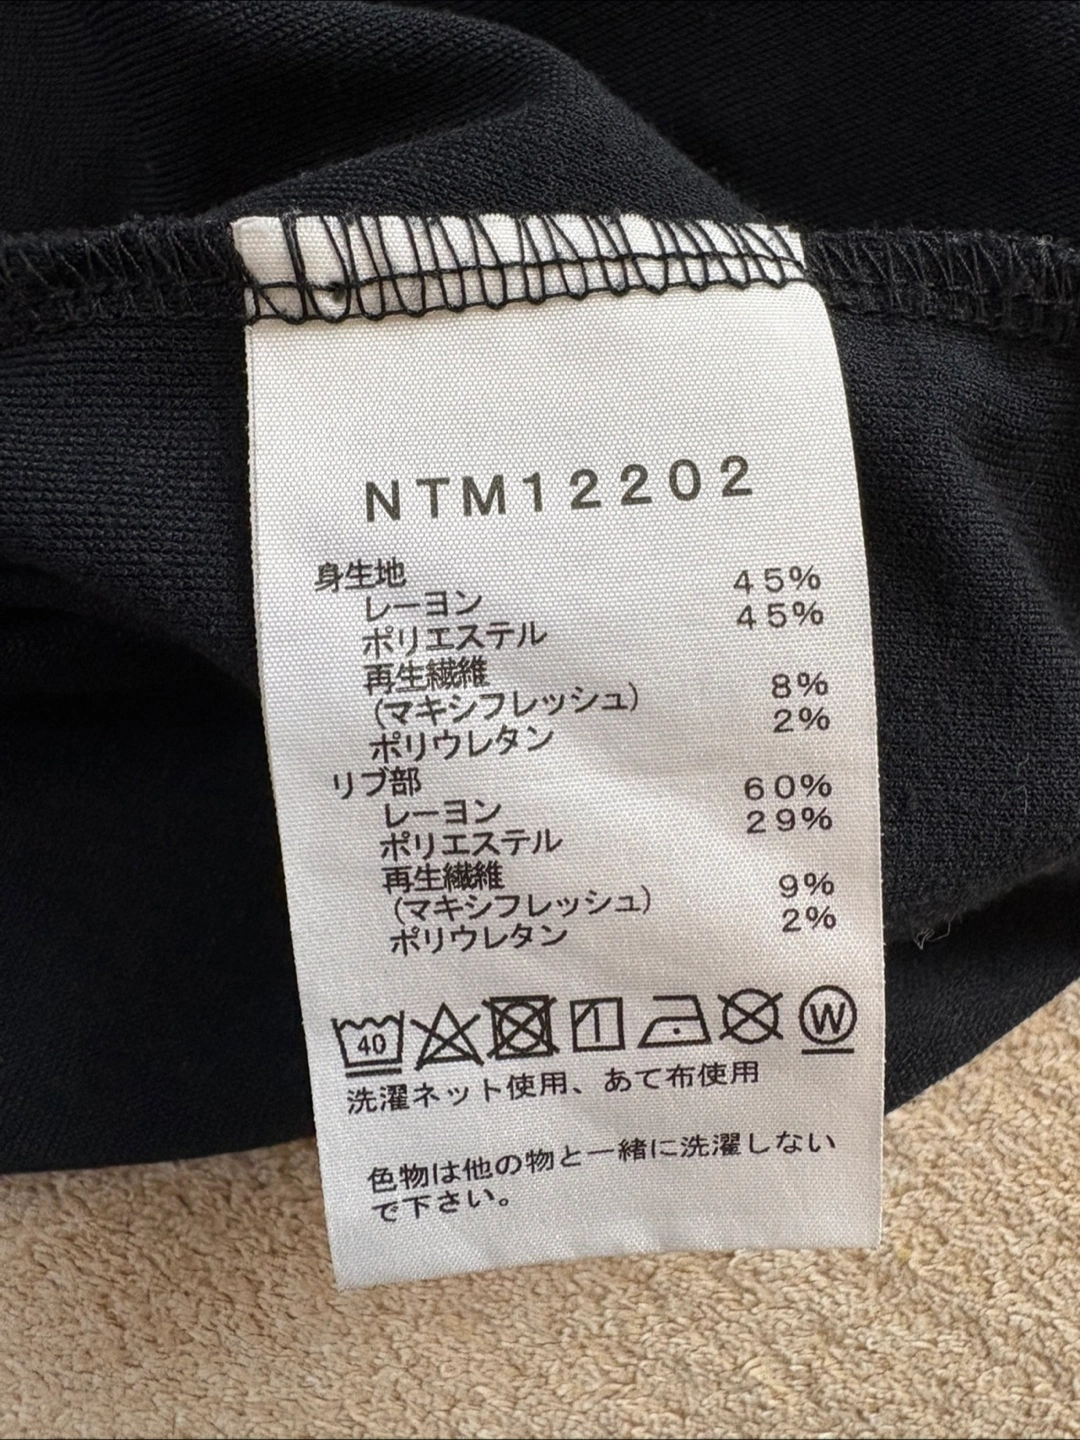 NTM12202
身生地
レーヨン 45%
ポリエステル 45%
再生繊維
(マキシフレッシュ) 8%
ポリウレタン 2%
リブ部
レーヨン 60%
ポリエステル 29%
再生繊維
(マキシフレッシュ) 9%
ポリウレタン 2%
40 W
洗濯ネット使用、あて布使用
色物は他の物と一緒に洗濯しない
で下さい。